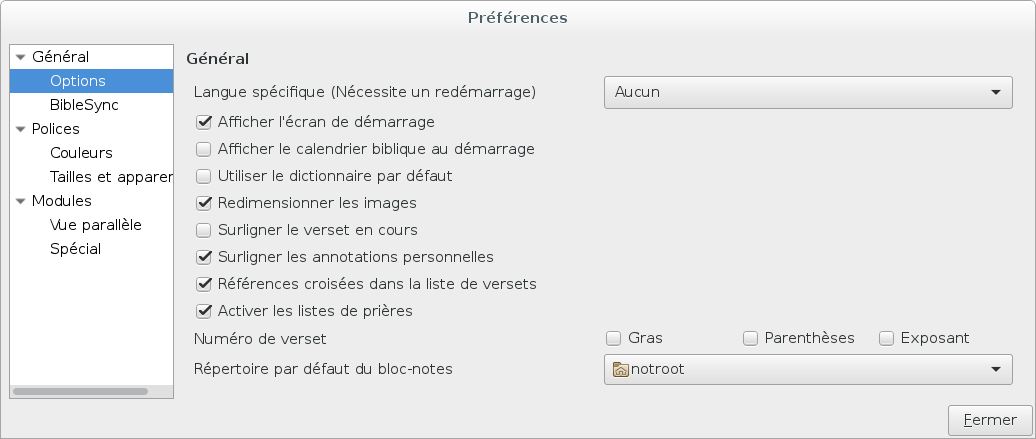 Préférences
Général
Options
BibleSync
Polices
Couleurs
Tailles et apparen
Modules
Vue parallèle
Spécial
Général
Langue spécifique (Nécessite un redémarrage) Aucun
Afficher l'écran de démarrage
Afficher le calendrier biblique au démarrage
Utiliser le dictionnaire par défaut
Redimensionner les images
Surligner le verset en cours
Surligner les annotations personnelles
Références croisées dans la liste de versets
Activer les listes de prières
Numéro de verset Gras Parenthèses Exposant
Répertoire par défaut du bloc-notes notroot
Fermer